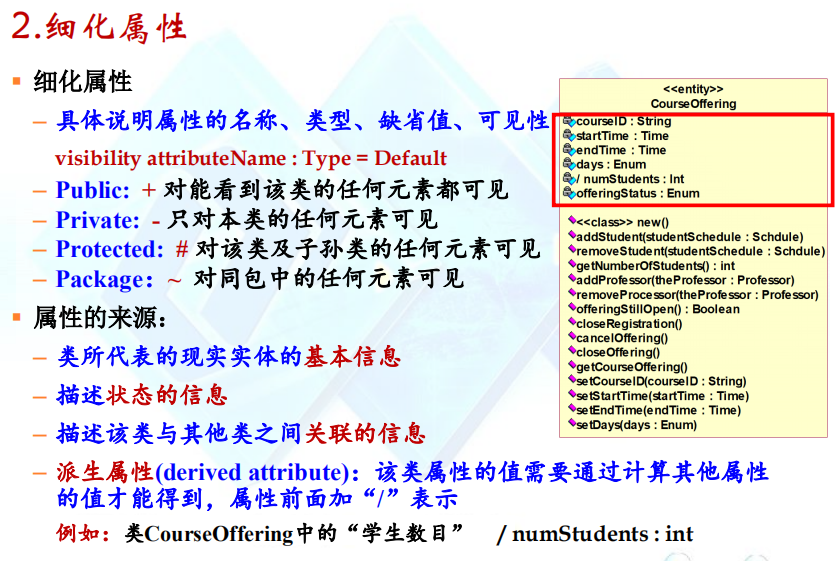 2.细化属性
▪ 细化属性
– 具体说明属性的名称、类型、缺省值、可见性
visibility attributeName : Type = Default
– Public: + 对能看到该类的任何元素都可见
– Private: - 只对本类的任何元素可见
– Protected: # 对该类及子孙类的任何元素可见
– Package：~ 对同包中的任何元素可见
▪ 属性的来源：
– 类所代表的现实实体的基本信息
– 描述状态的信息
– 描述该类与其他类之间关联的信息
– 派生属性(derived attribute)：该类属性的值需要通过计算其他属性
的值才能得到，属性前面加“/”表示
例如：类CourseOffering中的“学生数目” / numStudents : int
<<entity>>
CourseOffering
courseID : String
startTime : Time
endTime : Time
days : Enum
/ numStudents : Int
offeringStatus : Enum
<<class>> new()
addStudent(studentSchedule : Schdule)
removeStudent(studentSchedule : Schdule)
getNumberOfStudents() : int
addProfessor(theProfessor : Professor)
removeProcessor(theProfessor : Professor)
offeringStillOpen() : Boolean
closeRegistration()
cancelOffering()
closeOffering()
getCourseOffering()
setCourseID(courseID : String)
setStartTime(startTime : Time)
setEndTime(endTime : Time)
setDays(days : Enum)